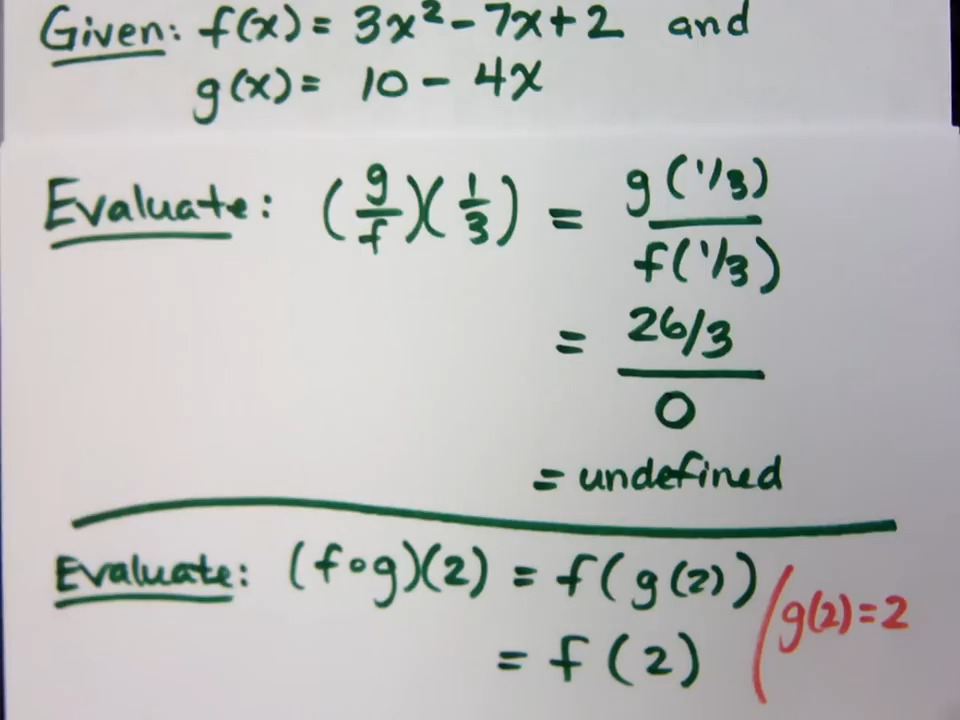 Given: f(x) = 3x² - 7x + 2 and
g(x) = 10 - 4x
Evaluate: (g/f)(1/3) = g(1/3)/f(1/3)
= 26/3 / 0
= undefined
Evaluate: (f∘g)(2) = f(g(2))
g(2) = 2
= f(2)